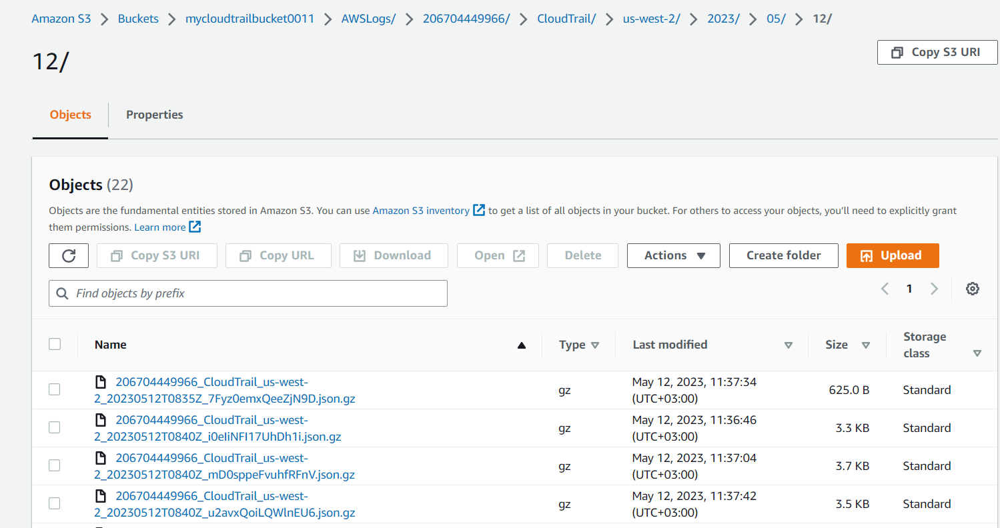 Amazon S3 > Buckets > mycloudtrailbucket0011 > AWSLogs/ > 206704449966/ > CloudTrail/ > us-west-2/ > 2023/ > 05/ > 12/
12/
Copy S3 URI
Objects
Properties
Objects (22)
Objects are the fundamental entities stored in Amazon S3. You can use Amazon S3 inventory to get a list of all objects in your bucket. For others to access your objects, you'll need to explicitly grant
them permissions. Learn more
Copy S3 URI
Copy URL
Download
Open
Delete
Actions
Create folder
Upload
Find objects by prefix
1
Name
Type
Last modified
Size
Storage
class
206704449966_CloudTrail_us-west-
2_20230512T0835Z_7Fyz0emxQeeZjN9D.json.gz
gz
May 12, 2023, 11:37:34
(UTC+03:00)
625.0 B
Standard
206704449966_CloudTrail_us-west-
2_20230512T0840Z_i0eIiNFI17UhDh1i.json.gz
gz
May 12, 2023, 11:36:46
(UTC+03:00)
3.3 KB
Standard
206704449966_CloudTrail_us-west-
2_20230512T0840Z_mD0sppeFvuhfRFnV.json.gz
gz
May 12, 2023, 11:37:04
(UTC+03:00)
3.7 KB
Standard
206704449966_CloudTrail_us-west-
2_20230512T0840Z_u2avxQoiLQWlnEU6.json.gz
gz
May 12, 2023, 11:37:42
(UTC+03:00)
3.5 KB
Standard